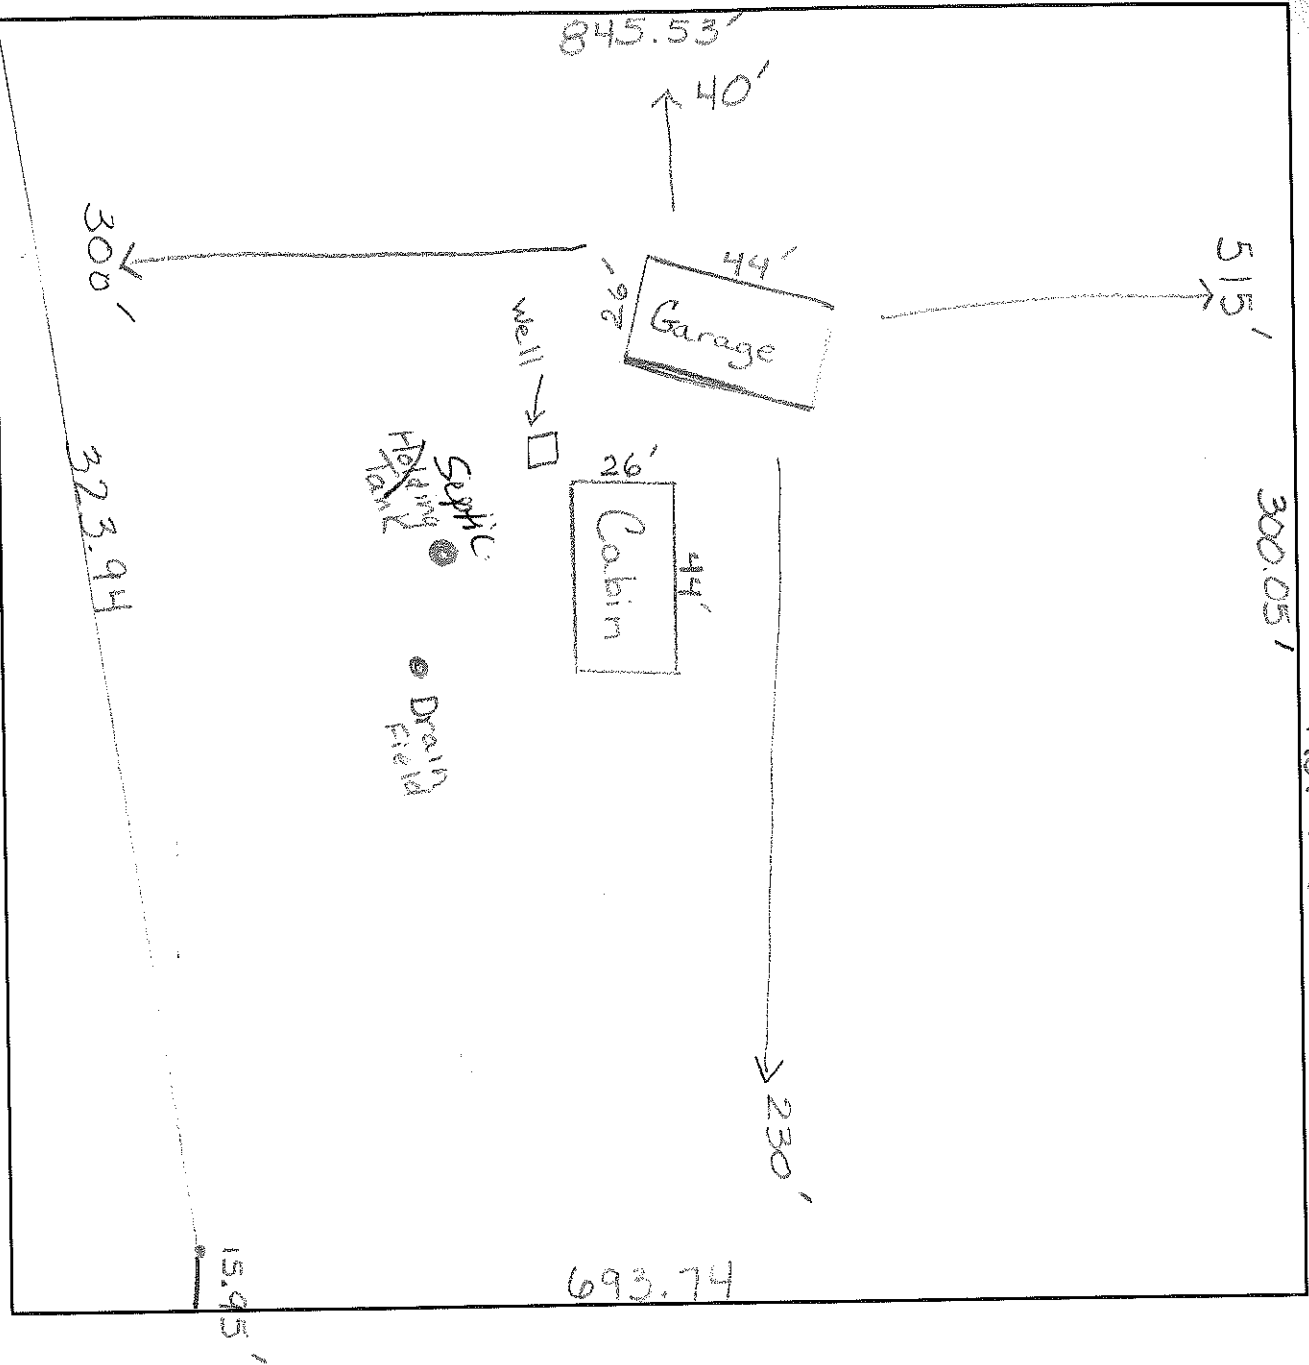 845.53'
40'
300'
44'
28'
Garage
515'
Well
26'
Cabin
44'
Holding
Tank
Septic
Drain
Field
300.05'
323.94
230'
693.74
15.95'